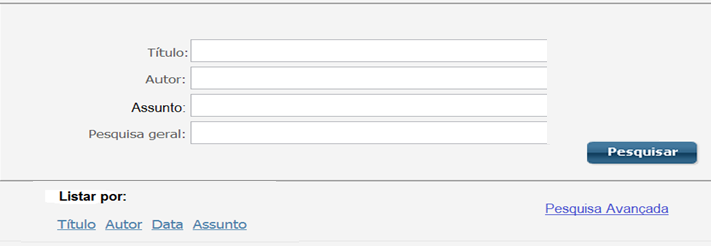 Título:
Autor:
Assunto:
Pesquisa geral:
Pesquisar
Listar por:
Pesquisa Avançada
Título Autor Data Assunto